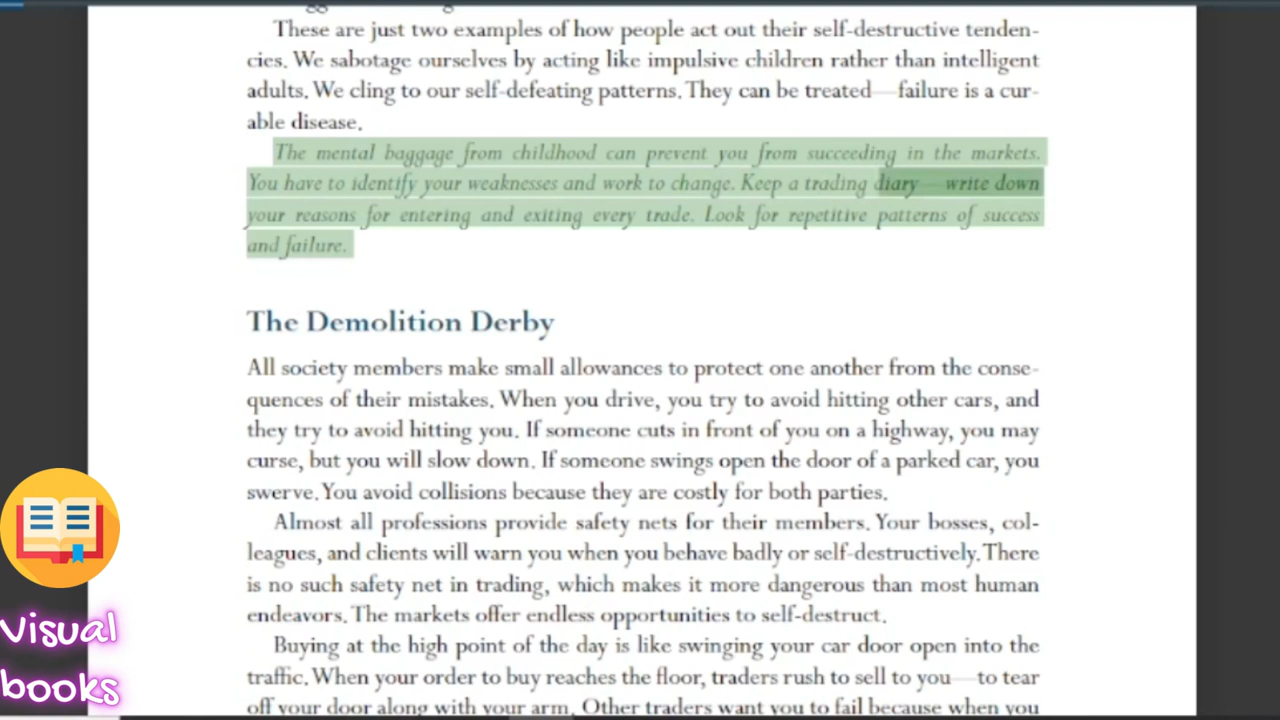 These are just two examples of how people act out their self-destructive tenden-
cies. We sabotage ourselves by acting like impulsive children rather than intelligent
adults. We cling to our self-defeating patterns. They can be treated—failure is a cur-
able disease.
The mental baggage from childhood can prevent you from succeeding in the markets.
You have to identify your weaknesses and work to change. Keep a trading diary—write down
your reasons for entering and exiting every trade. Look for repetitive patterns of success
and failure.
The Demolition Derby
All society members make small allowances to protect one another from the conse-
quences of their mistakes. When you drive, you try to avoid hitting other cars, and
they try to avoid hitting you. If someone cuts in front of you on a highway, you may
curse, but you will slow down. If someone swings open the door of a parked car, you
swerve. You avoid collisions because they are costly for both parties.
Almost all professions provide safety nets for their members. Your bosses, col-
leagues, and clients will warn you when you behave badly or self-destructively. There
is no such safety net in trading, which makes it more dangerous than most human
endeavors. The markets offer endless opportunities to self-destruct.
Buying at the high point of the day is like swinging your car door open into the
traffic. When your order to buy reaches the floor, traders rush to sell to you—to tear
off your door along with your arm. Other traders want you to fail because when you
Visual
books